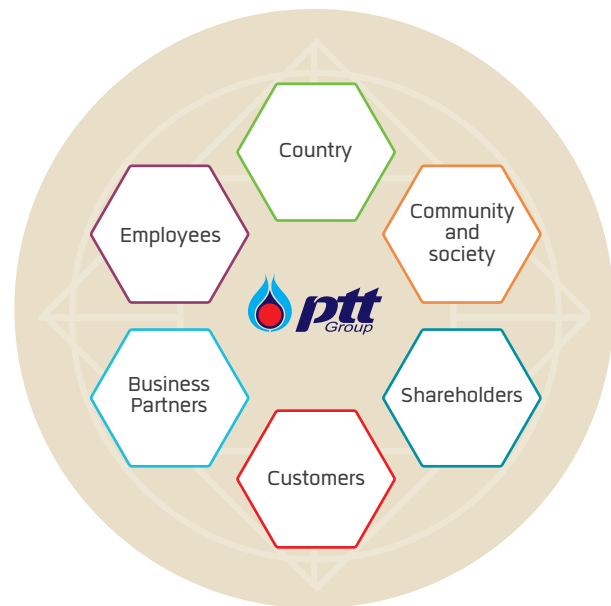 Country
Employees
Community
and
society
ptt
Group
Business
Partners
Shareholders
Customers